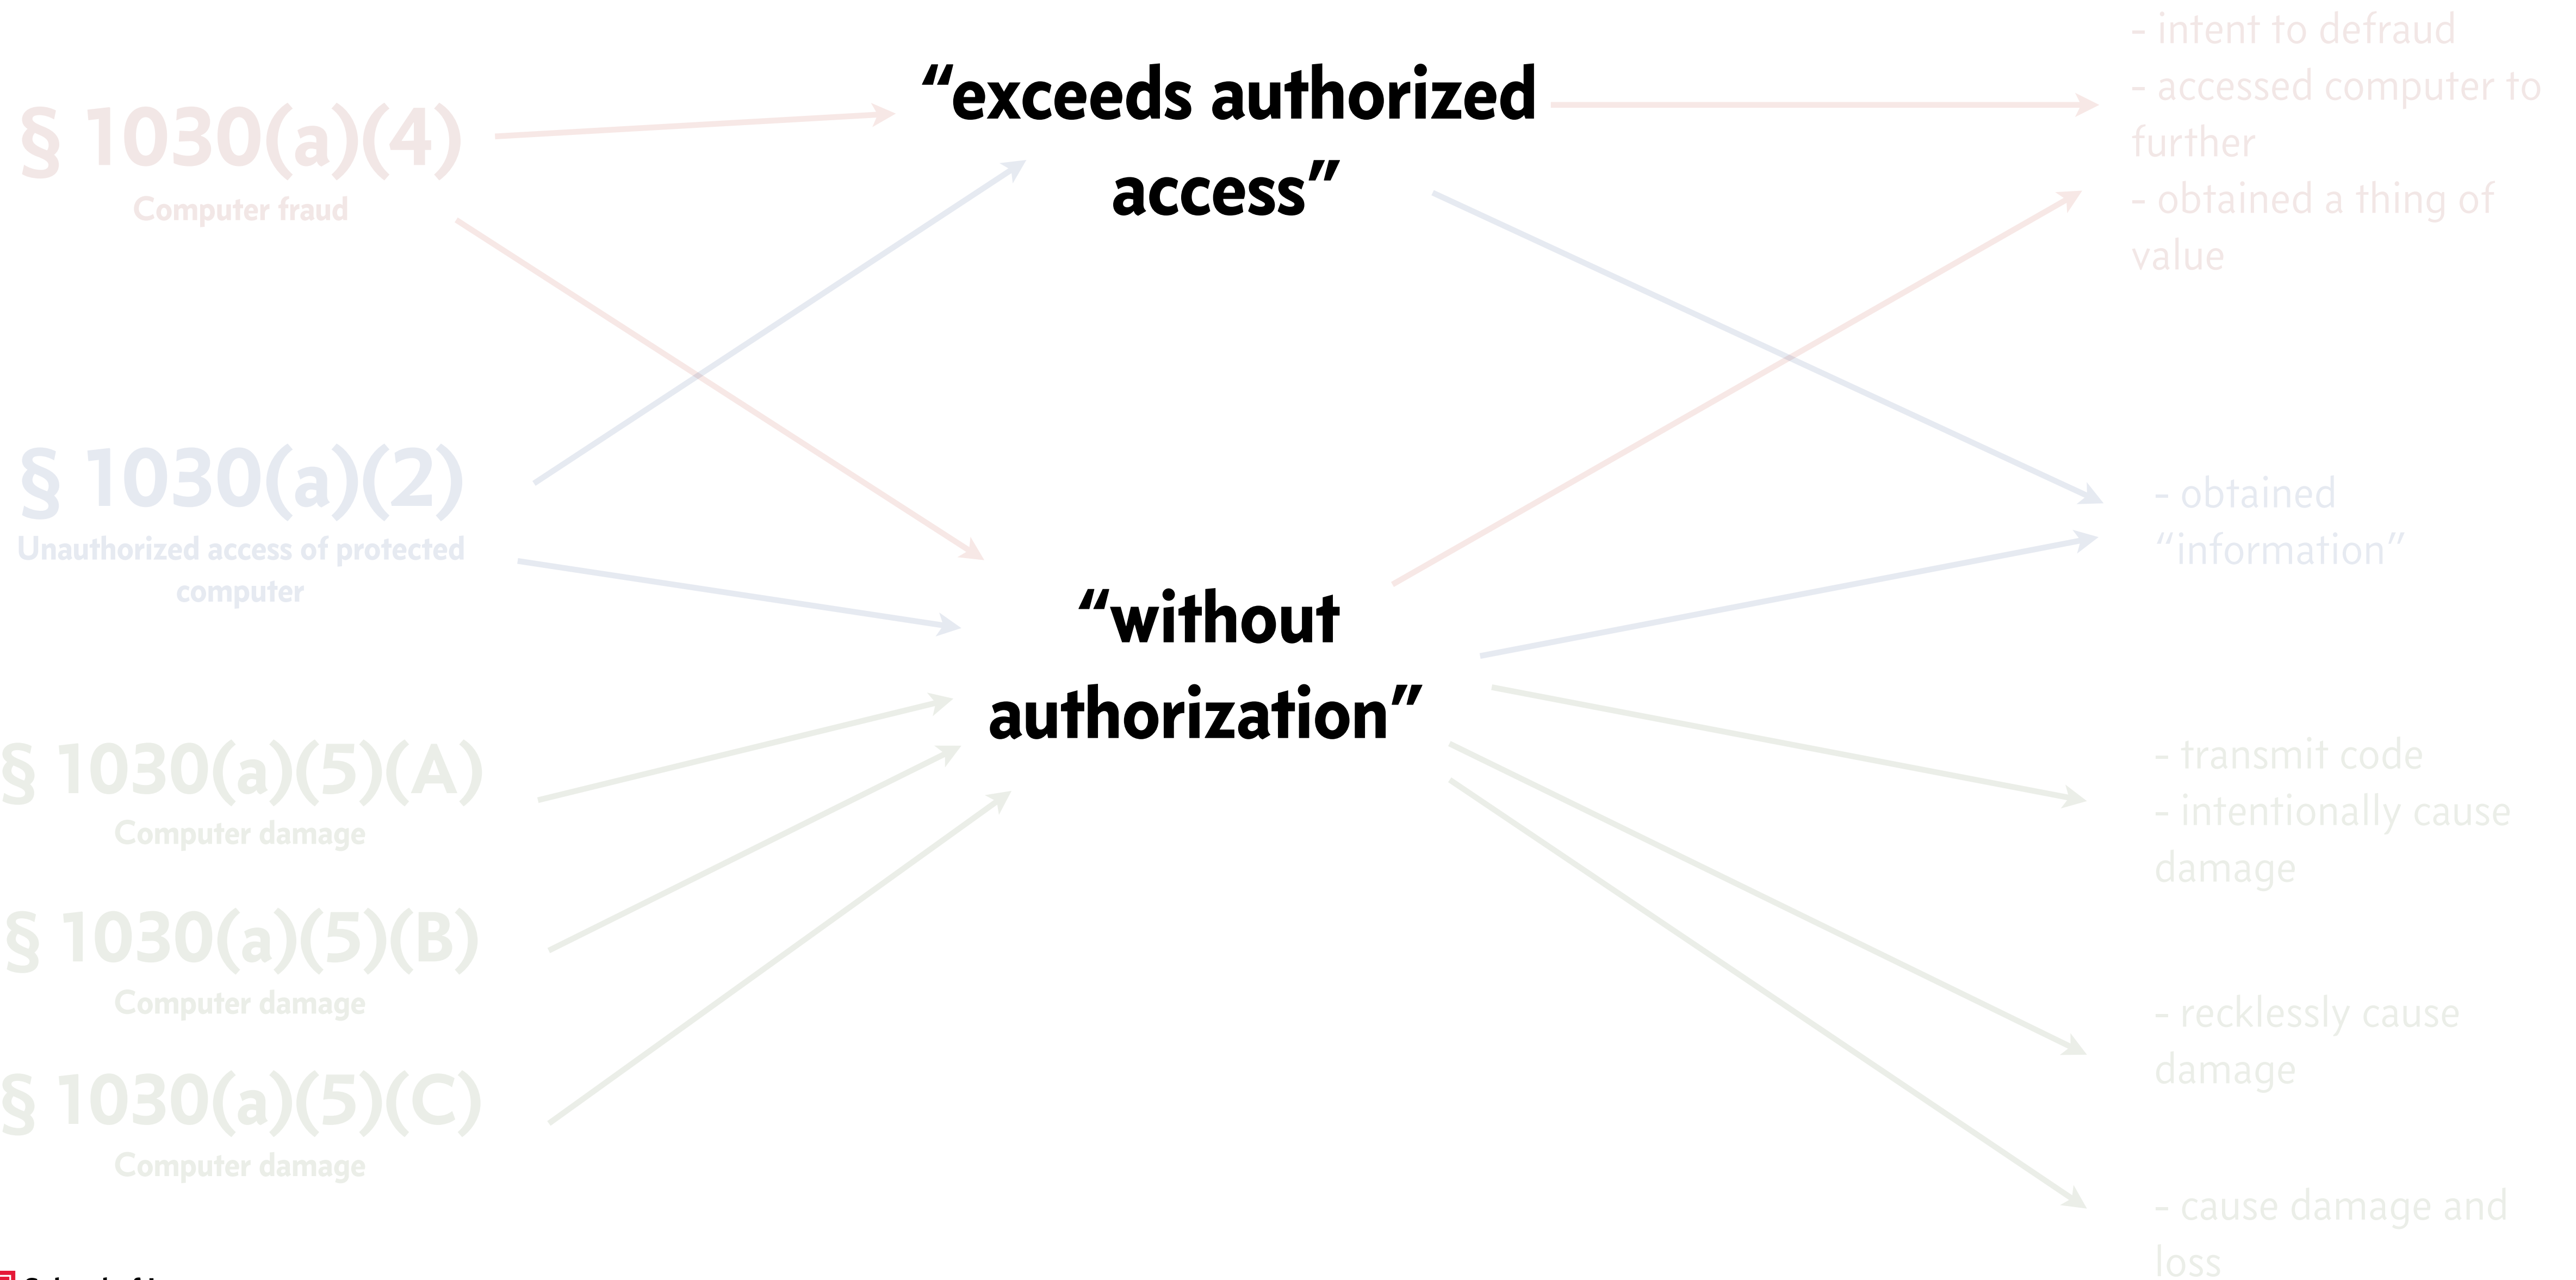 § 1030(a)(4)
Computer fraud
§ 1030(a)(2)
Unauthorized access of protected
computer
§ 1030(a)(5)(A)
Computer damage
§ 1030(a)(5)(B)
Computer damage
§ 1030(a)(5)(C)
Computer damage
“exceeds authorized
access”
“without
authorization”
- intent to defraud
- accessed computer to
further
- obtained a thing of
value
- obtained
“information”
- transmit code
- intentionally cause
damage
- recklessly cause
damage
- cause damage and
loss